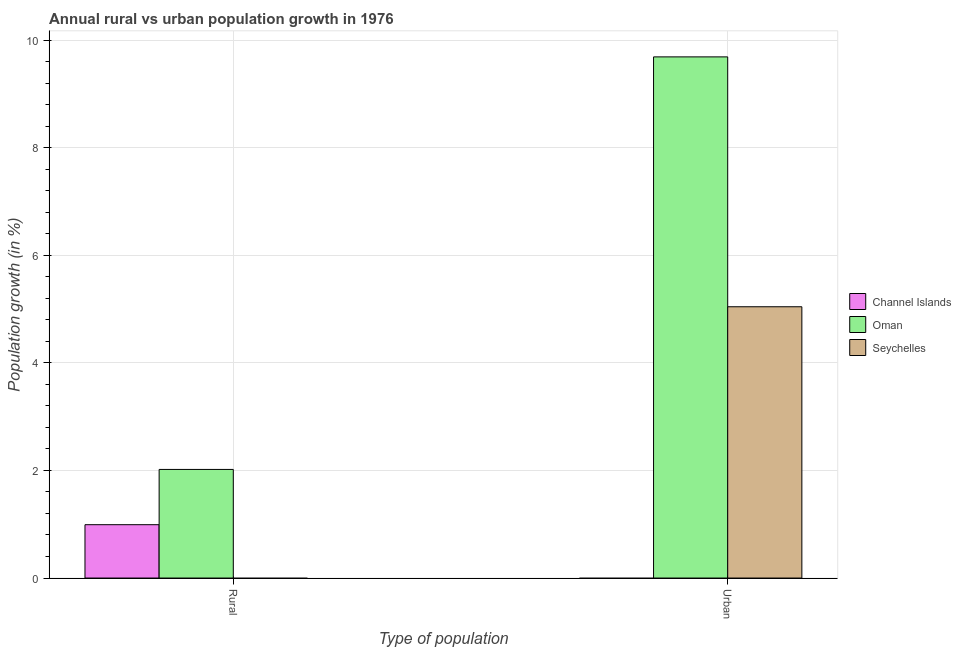 Annual rural vs urban population growth in 1976
Population growth (in %)
10
8
6
4
2
0
Rural
Urban
Type of population
Channel Islands
Oman
Seychelles